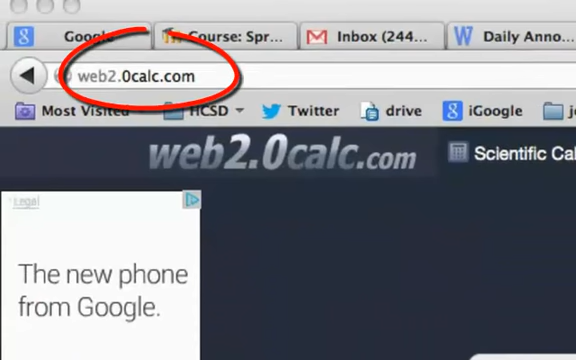 Google
Course: Spr...
Inbox (244...
Daily Anno...
web2.0calc.com
Most Visited
HCSD
Twitter
drive
iGoogle
web2.0calc.com
Scientific Cal
Legal
The new phone
from Google.